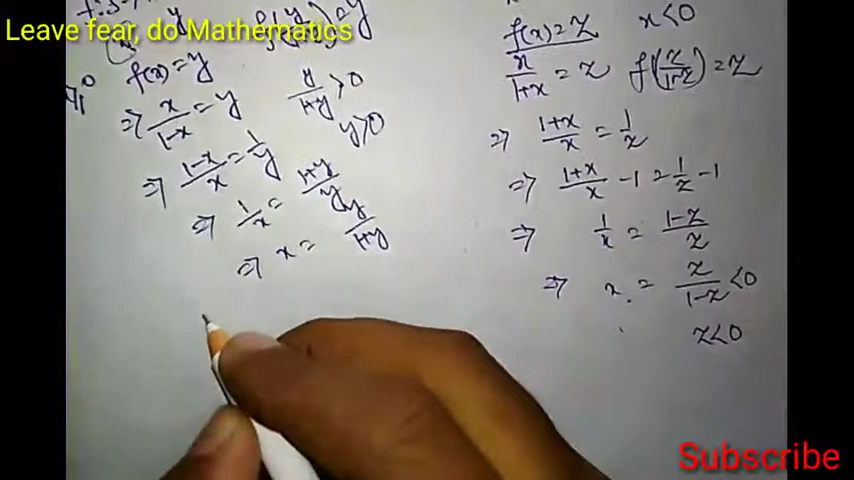 Leave fear, do Mathematics
f(x) = y
⇒ x/(1-x) = y
y/(1+y) ≥ 0
y ≥ 0
⇒ (1-x)/x = 1/y
⇒ 1/x = (1+y)/y
⇒ x = y/(1+y)
f(x) = z x<0
x/(1+x) = z f(z/(1-z)) = z
⇒ (1+x)/x = 1/z
⇒ (1+x)/x - 1 = 1/z - 1
⇒ 1/x = (1-z)/z
⇒ x = z/(1-z) < 0
z<0
Subscribe